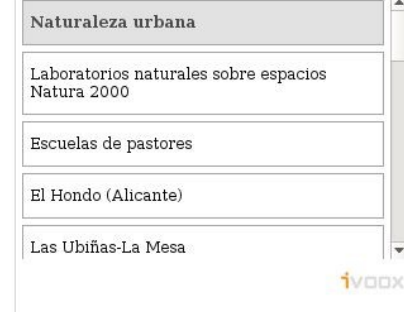 Naturaleza urbana
Laboratorios naturales sobre espacios
Natura 2000
Escuelas de pastores
El Hondo (Alicante)
Las Ubiñas-La Mesa
ivoox